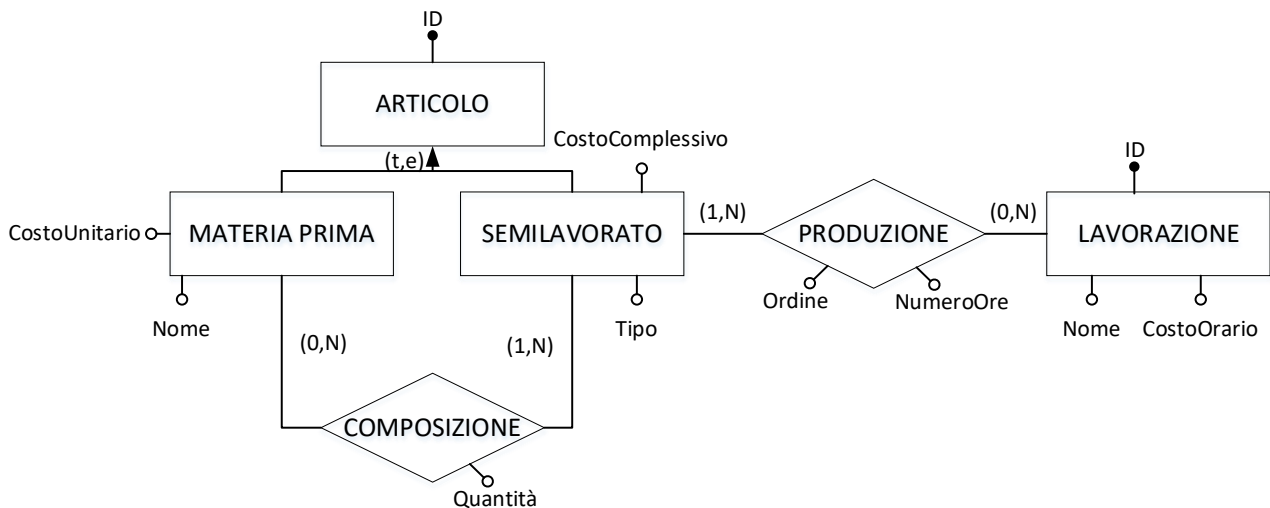 ID
ARTICOLO
CostoComplessivo
(t,e)
ID
CostoUnitario
MATERIA PRIMA
SEMILAVORATO
(1,N)
PRODUZIONE
(0,N)
LAVORAZIONE
Ordine
NumeroOre
Nome
Tipo
Nome
CostoOrario
(0,N)
(1,N)
COMPOSIZIONE
Quantità